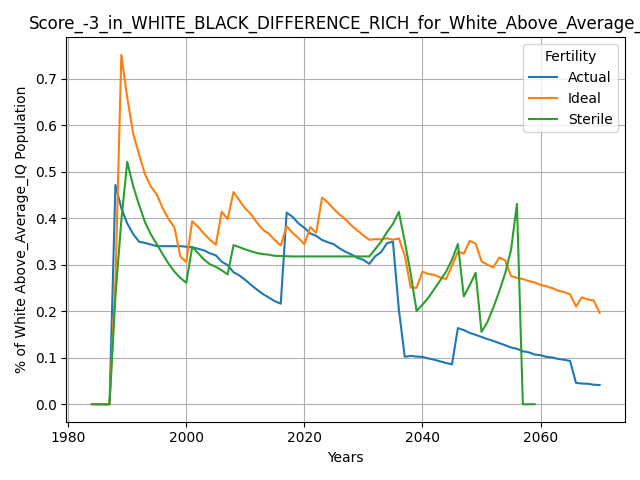 Score_-3_in_WHITE_BLACK_DIFFERENCE_RICH_for_White_Above_Average_
% of White Above_Average_IQ Population
0.7
0.6
0.5
0.4
0.3
0.2
0.1
0.0
Fertility
Actual
Ideal
Sterile
1980
2000
2020
2040
2060
Years